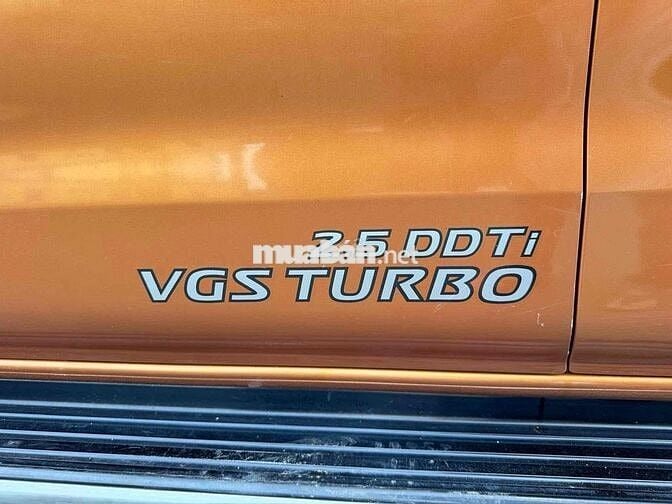 2.5 DDTi
muaban.net
VGS TURBO